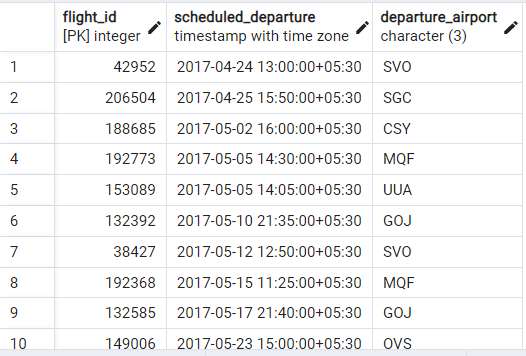 flight_id scheduled_departure departure_airport
[PK] integer timestamp with time zone character (3)
1 42952 2017-04-24 13:00:00+05:30 SVO
2 206504 2017-04-25 15:50:00+05:30 SGC
3 188685 2017-05-02 16:00:00+05:30 CSY
4 192773 2017-05-05 14:30:00+05:30 MQF
5 153089 2017-05-05 14:05:00+05:30 UUA
6 132392 2017-05-10 21:35:00+05:30 GOJ
7 38427 2017-05-12 12:50:00+05:30 SVO
8 192368 2017-05-15 11:25:00+05:30 MQF
9 132585 2017-05-17 21:40:00+05:30 GOJ
10 149006 2017-05-23 15:00:00+05:30 OVS